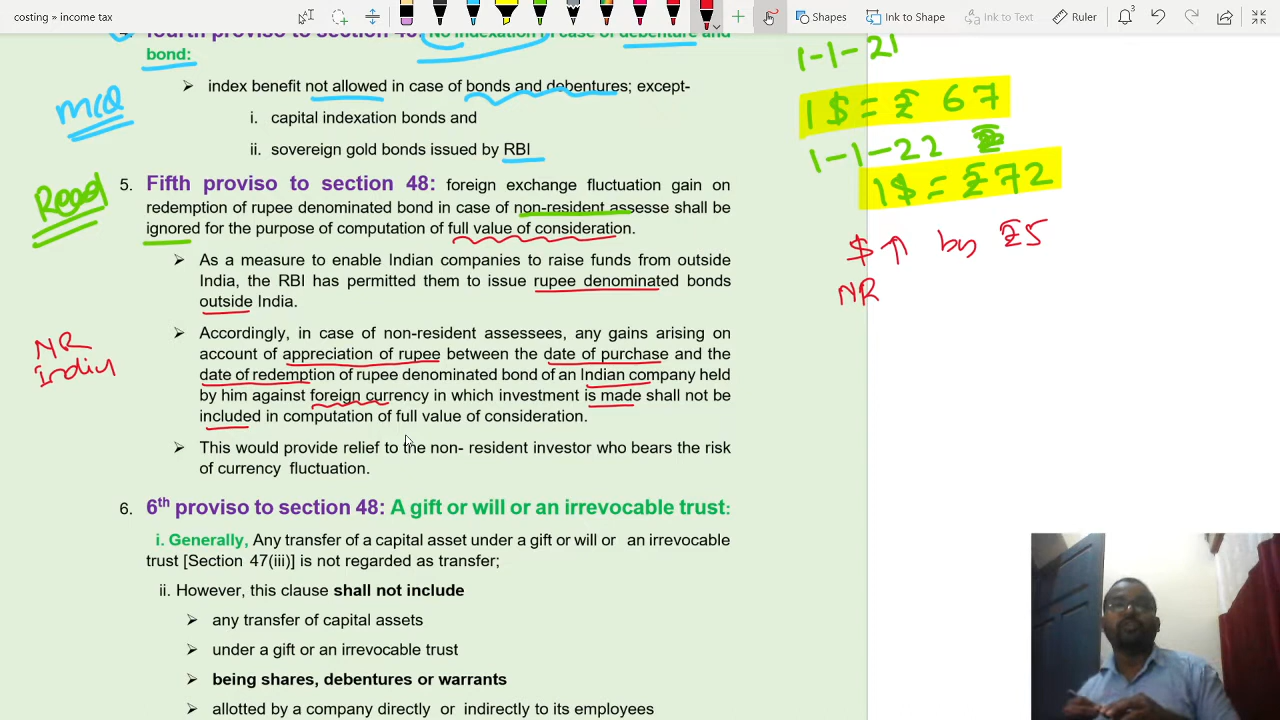 costing » income tax
Shapes
Ink to Shape
Ink to Text
Ruler
fourth proviso to section 48: No indexation in case of debenture and
bond:
index benefit not allowed in case of bonds and debentures; except-
i. capital indexation bonds and
ii. sovereign gold bonds issued by RBI
MCQ
5. Fifth proviso to section 48: foreign exchange fluctuation gain on
redemption of rupee denominated bond in case of non-resident assesse shall be
ignored for the purpose of computation of full value of consideration.
Read
As a measure to enable Indian companies to raise funds from outside
India, the RBI has permitted them to issue rupee denominated bonds
outside India.
Accordingly, in case of non-resident assessees, any gains arising on
account of appreciation of rupee between the date of purchase and the
date of redemption of rupee denominated bond of an Indian company held
by him against foreign currency in which investment is made shall not be
included in computation of full value of consideration.
NR
India
This would provide relief to the non- resident investor who bears the risk
of currency fluctuation.
6. 6th proviso to section 48: A gift or will or an irrevocable trust:
i. Generally, Any transfer of a capital asset under a gift or will or an irrevocable
trust [Section 47(iii)] is not regarded as transfer;
ii. However, this clause shall not include
any transfer of capital assets
under a gift or an irrevocable trust
being shares, debentures or warrants
allotted by a company directly or indirectly to its employees
1-1-21
1 $ = ₹ 67
1-1-22
1 $ = ₹ 72
$ ↑ by ₹5
NR